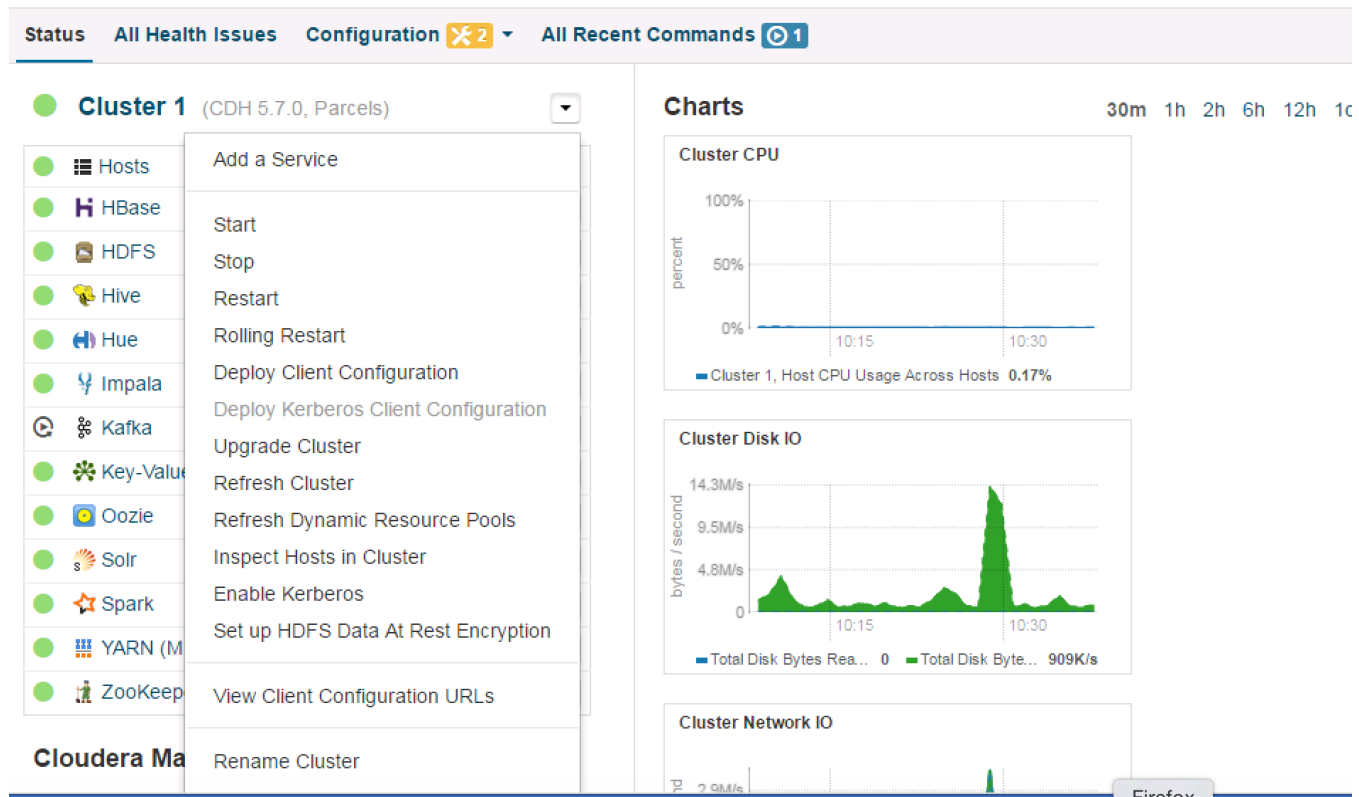 Status All Health Issues Configuration 2 All Recent Commands 1
Cluster 1 (CDH 5.7.0, Parcels)
Hosts
HBase
HDFS
Hive
Hue
Impala
Kafka
Key-Value
Oozie
Solr
Spark
YARN (M
ZooKeep
Cloudera Ma
Add a Service
Start
Stop
Restart
Rolling Restart
Deploy Client Configuration
Deploy Kerberos Client Configuration
Upgrade Cluster
Refresh Cluster
Refresh Dynamic Resource Pools
Inspect Hosts in Cluster
Enable Kerberos
Set up HDFS Data At Rest Encryption
View Client Configuration URLs
Rename Cluster
Charts
30m 1h 2h 6h 12h 1d
Cluster CPU
percent
100%
50%
0%
10:15 10:30
Cluster 1, Host CPU Usage Across Hosts 0.17%
Cluster Disk IO
bytes / second
14.3M/s
9.5M/s
4.8M/s
0
10:15 10:30
Total Disk Bytes Rea... 0 Total Disk Byte... 909K/s
Cluster Network IO
2.9M/s
Firefox